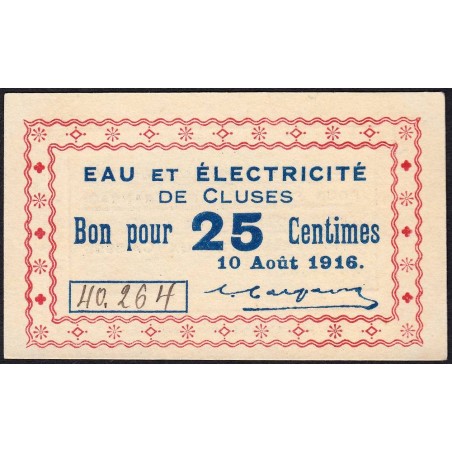 EAU ET ÉLECTRICITÉ
DE CLUSES
Bon pour 25 Centimes
10 Août 1916.
40.264